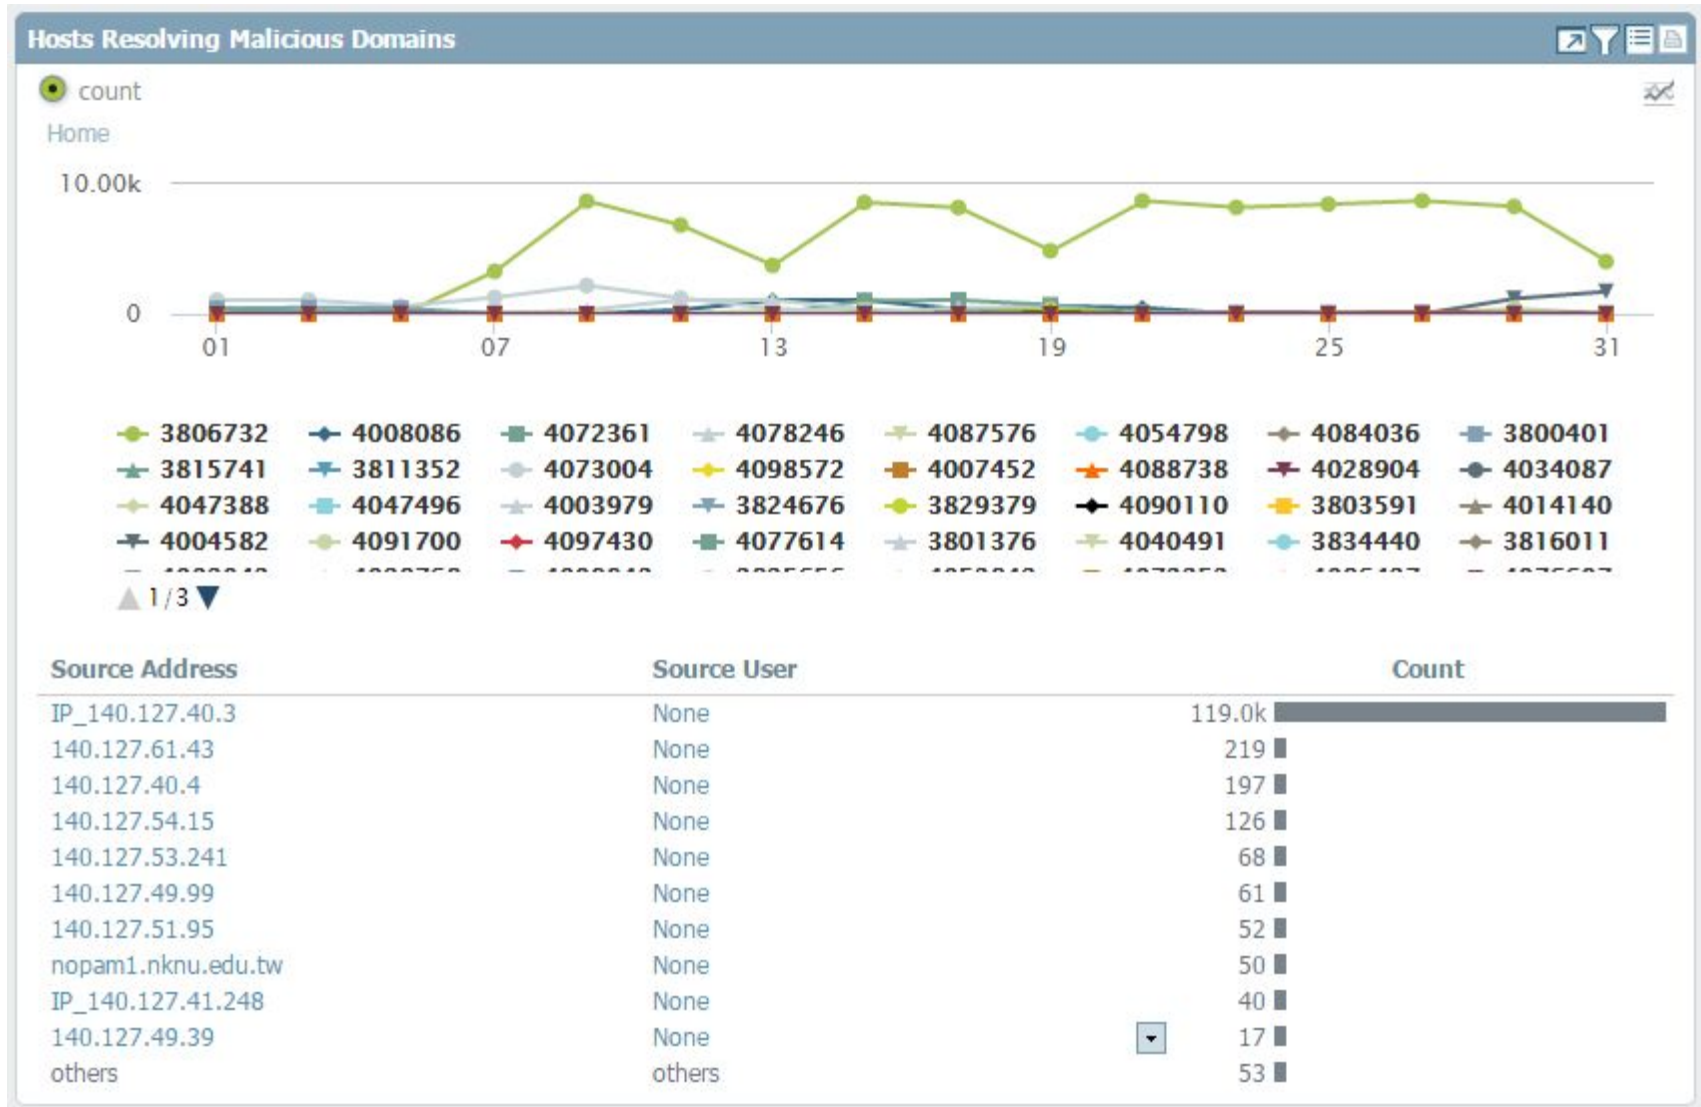 Hosts Resolving Malicious Domains
count
Home
10.00k
0
01 07 13 19 25 31
3806732 4008086 4072361 4078246 4087576 4054798 4084036 3800401
3815741 3811352 4073004 4098572 4007452 4088738 4028904 4034087
4047388 4047496 4003979 3824676 3829379 4090110 3803591 4014140
4004582 4091700 4097430 4077614 3801376 4040491 3834440 3816011
1/3
Source Address Source User Count
IP_140.127.40.3 None 119.0k
140.127.61.43 None 219
140.127.40.4 None 197
140.127.54.15 None 126
140.127.53.241 None 68
140.127.49.99 None 61
140.127.51.95 None 52
nopam1.nknu.edu.tw None 50
IP_140.127.41.248 None 40
140.127.49.39 None 17
others others 53